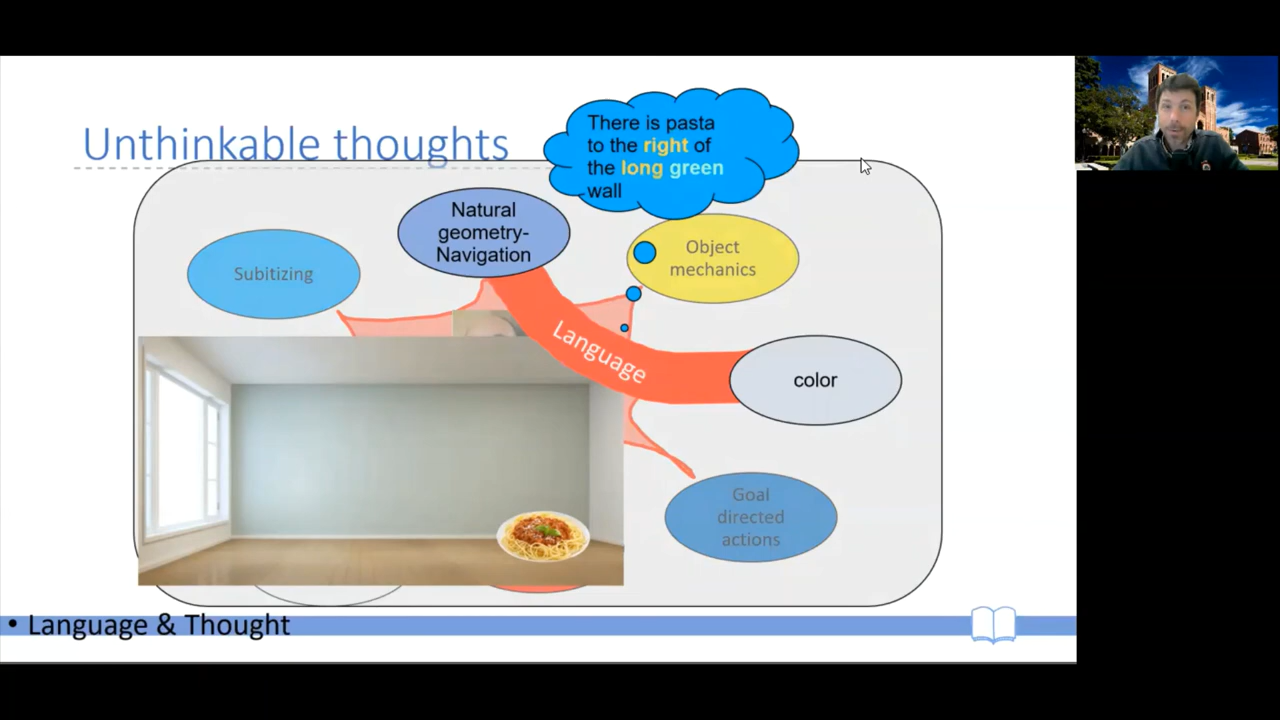 Unthinkable thoughts
There is pasta
to the right of
the long green
wall
Natural
geometry-
Navigation
Object
mechanics
Subitizing
Language
color
Goal
directed
actions
• Language & Thought